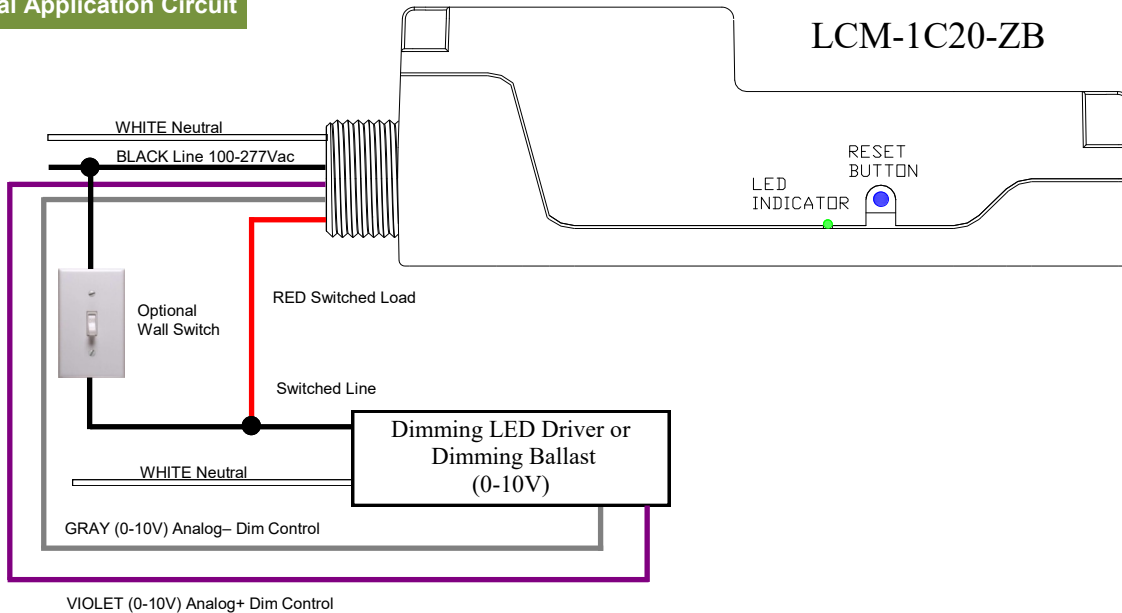 al Application Circuit
LCM-1C20-ZB
WHITE Neutral
BLACK Line 100-277Vac
RESET
BUTTON
LED
INDICATOR
RED Switched Load
Optional
Wall Switch
Switched Line
Dimming LED Driver or
Dimming Ballast
(0-10V)
WHITE Neutral
GRAY (0-10V) Analog– Dim Control
VIOLET (0-10V) Analog+ Dim Control